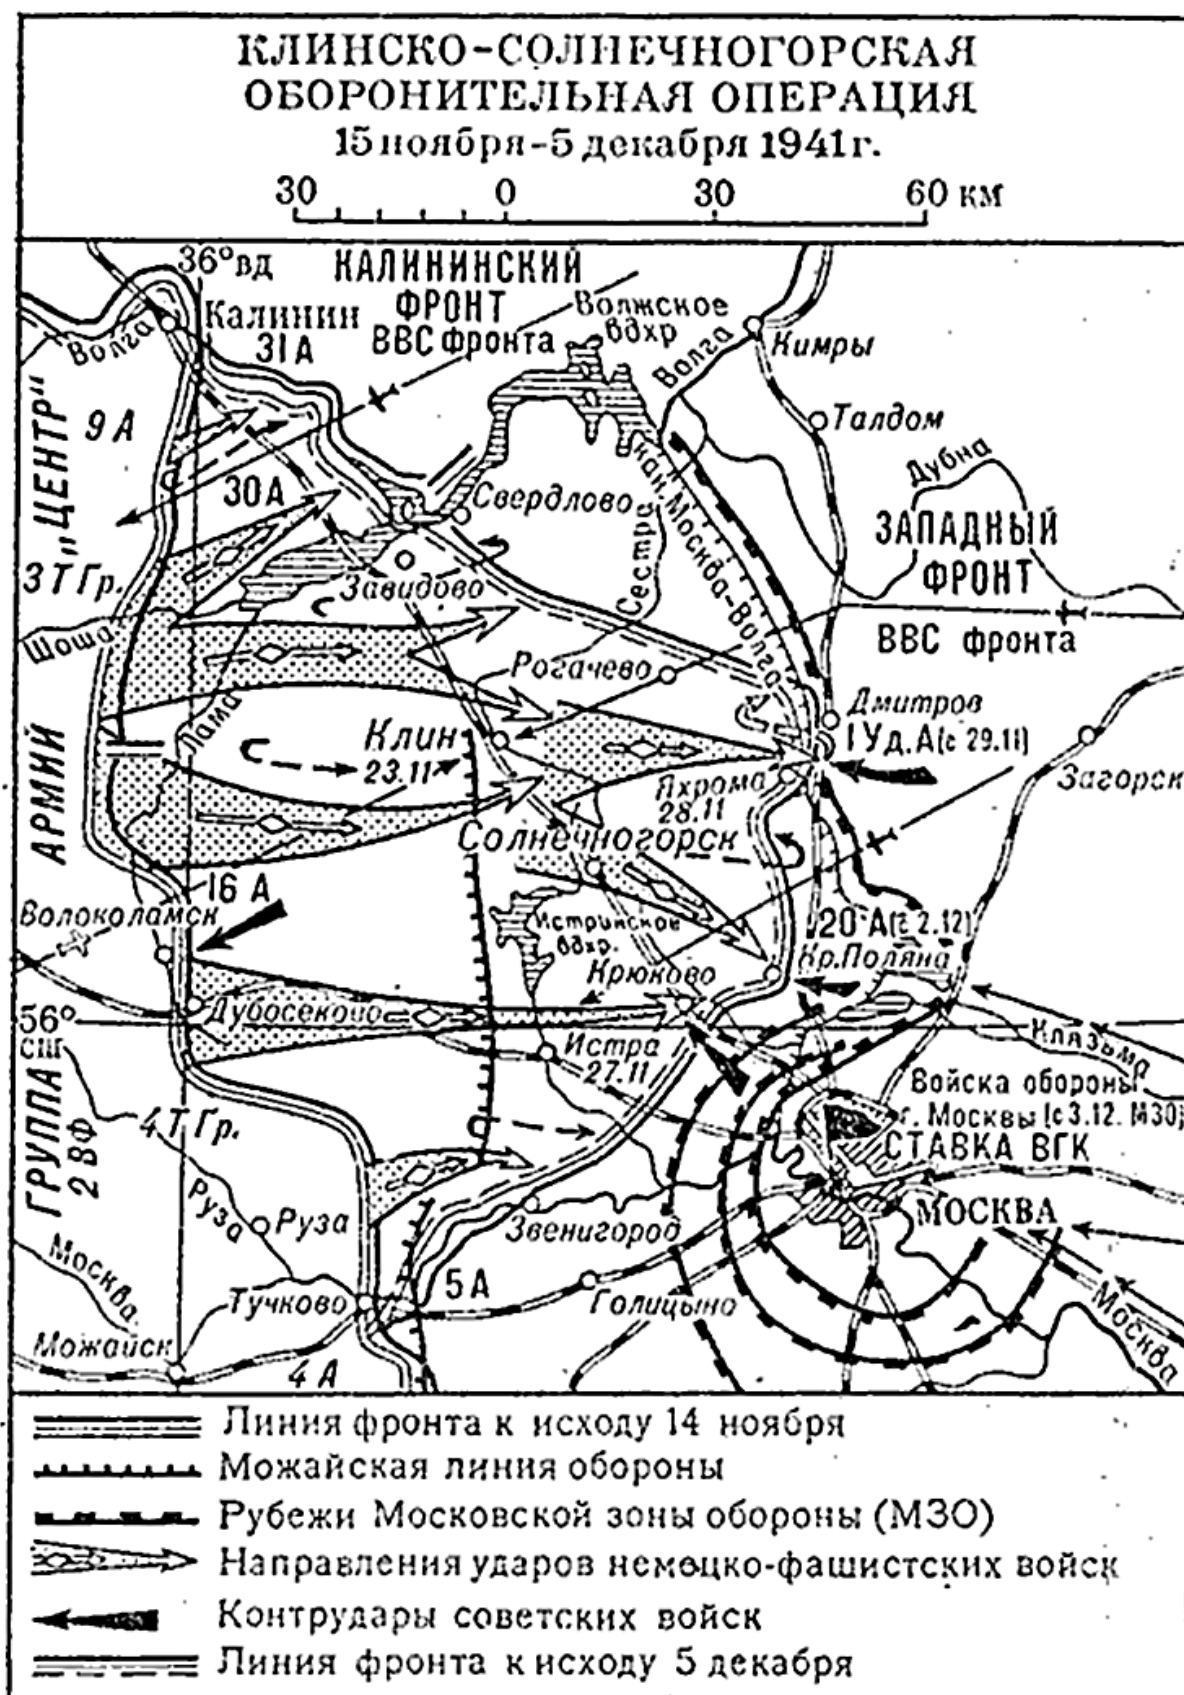 КЛИНСКО-СОЛНЕЧНОГОРСКАЯ
ОБОРОНИТЕЛЬНАЯ ОПЕРАЦИЯ
15 ноября-5 декабря 1941 г.
30 0 30 60 км
36°вд
КАЛИНИНСКИЙ
ФРОНТ
ВВС фронта
Волжское
вдхр
Волга
Калинин
31А
Волга
Кимры
9 А
Талдом
Дубна
30А
Свердлово
кан. Москва-Волга
ЗАПАДНЫЙ
ФРОНТ
3 Т Гр.
Завидово
Сестра
ВВС фронта
Шоша
Рогачево
Лама
Дмитров
1 Уд. А (с 29.11)
Клин
23.11
Загорск
Яхрома
28.11
Солнечногорск
16 А
Волоколамск
Истринское
вдхр.
20 А (с 2.12)
Кр.Поляна
Крюково
Дубосеково
56°
сш
Истра
27.11
Клязьма
Войска обороны
г. Москвы (с 3.12. МЗО)
СТАВКА ВГК
4 Т Гр.
ГРУППА АРМИЙ „ЦЕНТР"
2 ВФ
Руза
Руза
Звенигород
МОСКВА
Москва
5 А
Тучково
Голицыно
Москва
Можайск
4 А
Линия фронта к исходу 14 ноября
Можайская линия обороны
Рубежи Московской зоны обороны (МЗО)
Направления ударов немецко-фашистских войск
Контрудары советских войск
Линия фронта к исходу 5 декабря